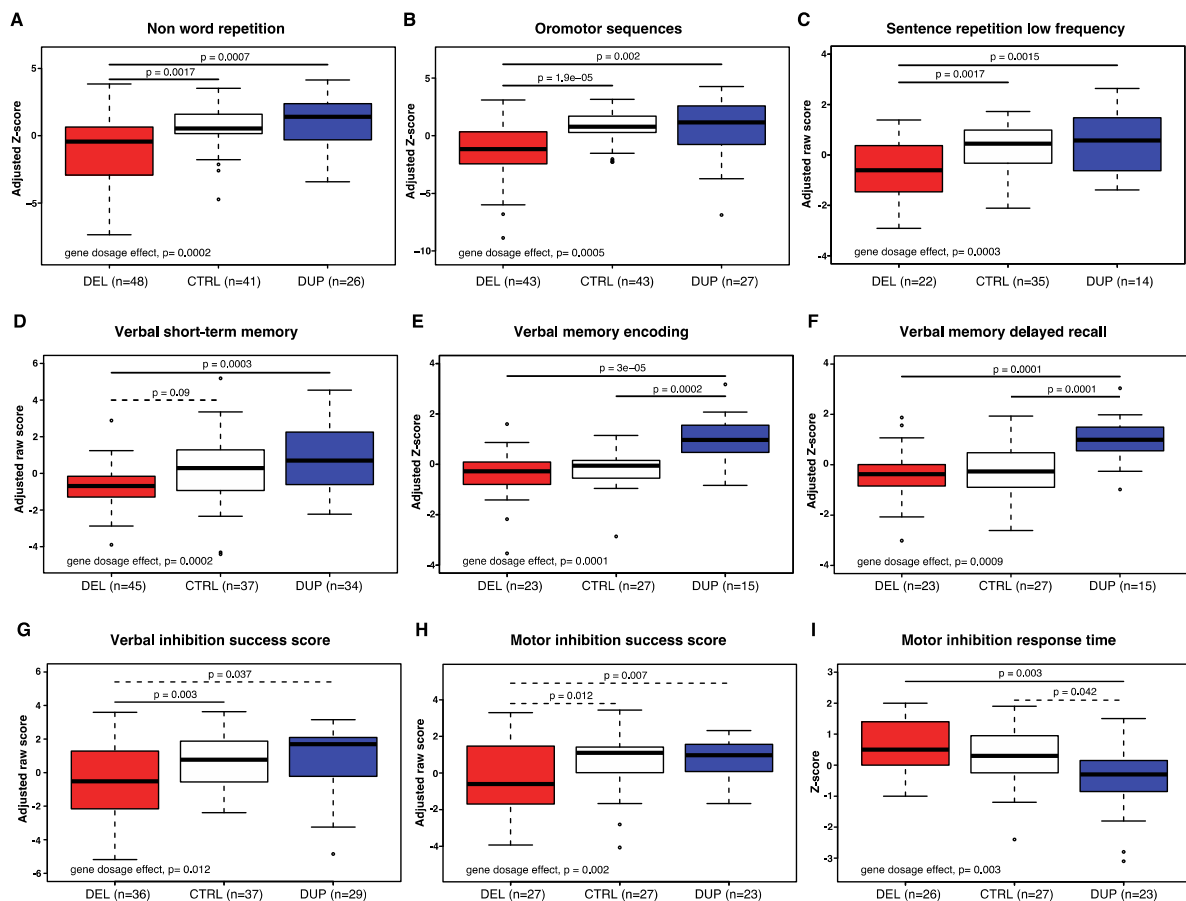 A
Non word repetition
Adjusted Z-score
5
0
−5
p = 0.0007
p = 0.0017
gene dosage effect, p= 0.0002
DEL (n=48) CTRL (n=41) DUP (n=26)
B
Oromotor sequences
Adjusted Z-score
5
0
−5
−10
p = 0.002
p = 1.9e−05
gene dosage effect, p= 0.0005
DEL (n=43) CTRL (n=43) DUP (n=27)
C
Sentence repetition low frequency
Adjusted raw score
4
2
0
-2
-4
p = 0.0015
p = 0.0017
gene dosage effect, p= 0.0003
DEL (n=22) CTRL (n=35) DUP (n=14)
D
Verbal short-term memory
Adjusted raw score
6
4
2
0
-2
-4
p = 0.0003
p = 0.09
gene dosage effect, p= 0.0002
DEL (n=45) CTRL (n=37) DUP (n=34)
E
Verbal memory encoding
Adjusted Z-score
4
2
0
-2
-4
p = 3e−05
p = 0.0002
gene dosage effect, p= 0.0001
DEL (n=23) CTRL (n=27) DUP (n=15)
F
Verbal memory delayed recall
Adjusted Z-score
4
2
0
-2
-4
p = 0.0001
p = 0.0001
gene dosage effect, p= 0.0009
DEL (n=23) CTRL (n=27) DUP (n=15)
G
Verbal inhibition success score
Adjusted raw score
6
4
2
0
-2
-4
-6
p = 0.037
p = 0.003
gene dosage effect, p= 0.012
DEL (n=36) CTRL (n=37) DUP (n=29)
H
Motor inhibition success score
Adjusted raw score
4
2
0
-2
-4
p = 0.007
p = 0.012
gene dosage effect, p= 0.002
DEL (n=27) CTRL (n=27) DUP (n=23)
I
Motor inhibition response time
Z-score
3
2
1
0
-1
-2
-3
p = 0.003
p = 0.042
gene dosage effect, p= 0.003
DEL (n=26) CTRL (n=27) DUP (n=23)